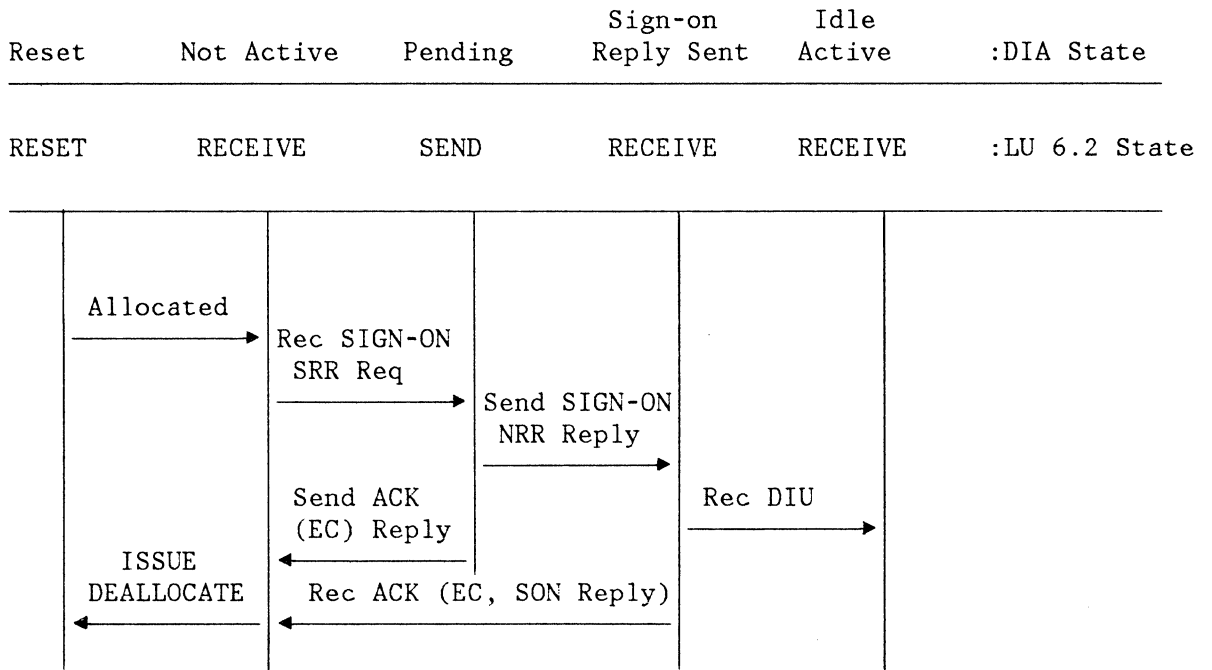 Sign-on Idle
Reset Not Active Pending Reply Sent Active :DIA State
RESET RECEIVE SEND RECEIVE RECEIVE :LU 6.2 State
Allocated
Rec SIGN-ON
SRR Req
Send SIGN-ON
NRR Reply
Send ACK
(EC) Reply
Rec DIU
ISSUE
DEALLOCATE
Rec ACK (EC, SON Reply)